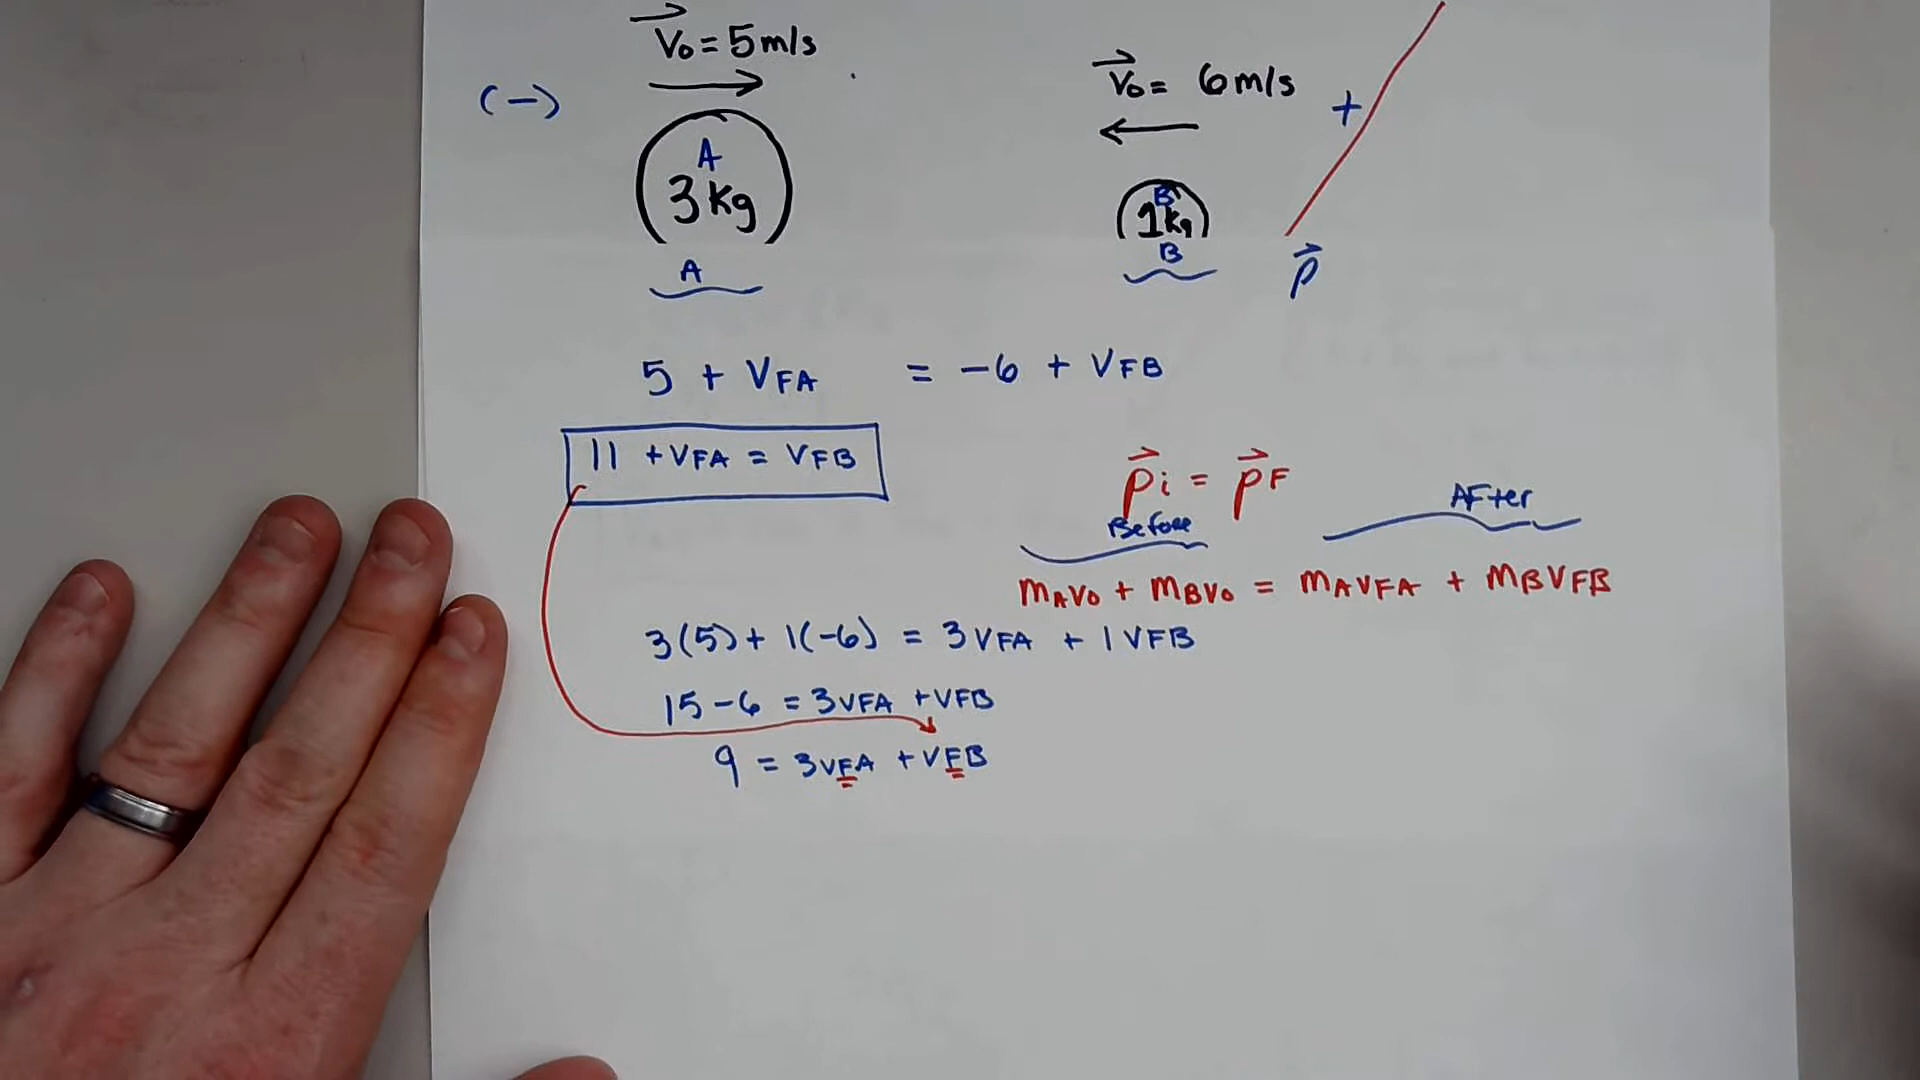 V₀ = 5 m/s
V₀ = 6 m/s
(−)
+
A
3 kg
B
1 kg
A
B
p
5 + VFA = -6 + VFB
11 + VFA = VFB
pi = pF
Before
AFter
mAV₀ + mBV₀ = mAVFA + mBVFB
3(5) + 1(-6) = 3VFA + 1VFB
15 - 6 = 3VFA + VFB
9 = 3VFA + VFB